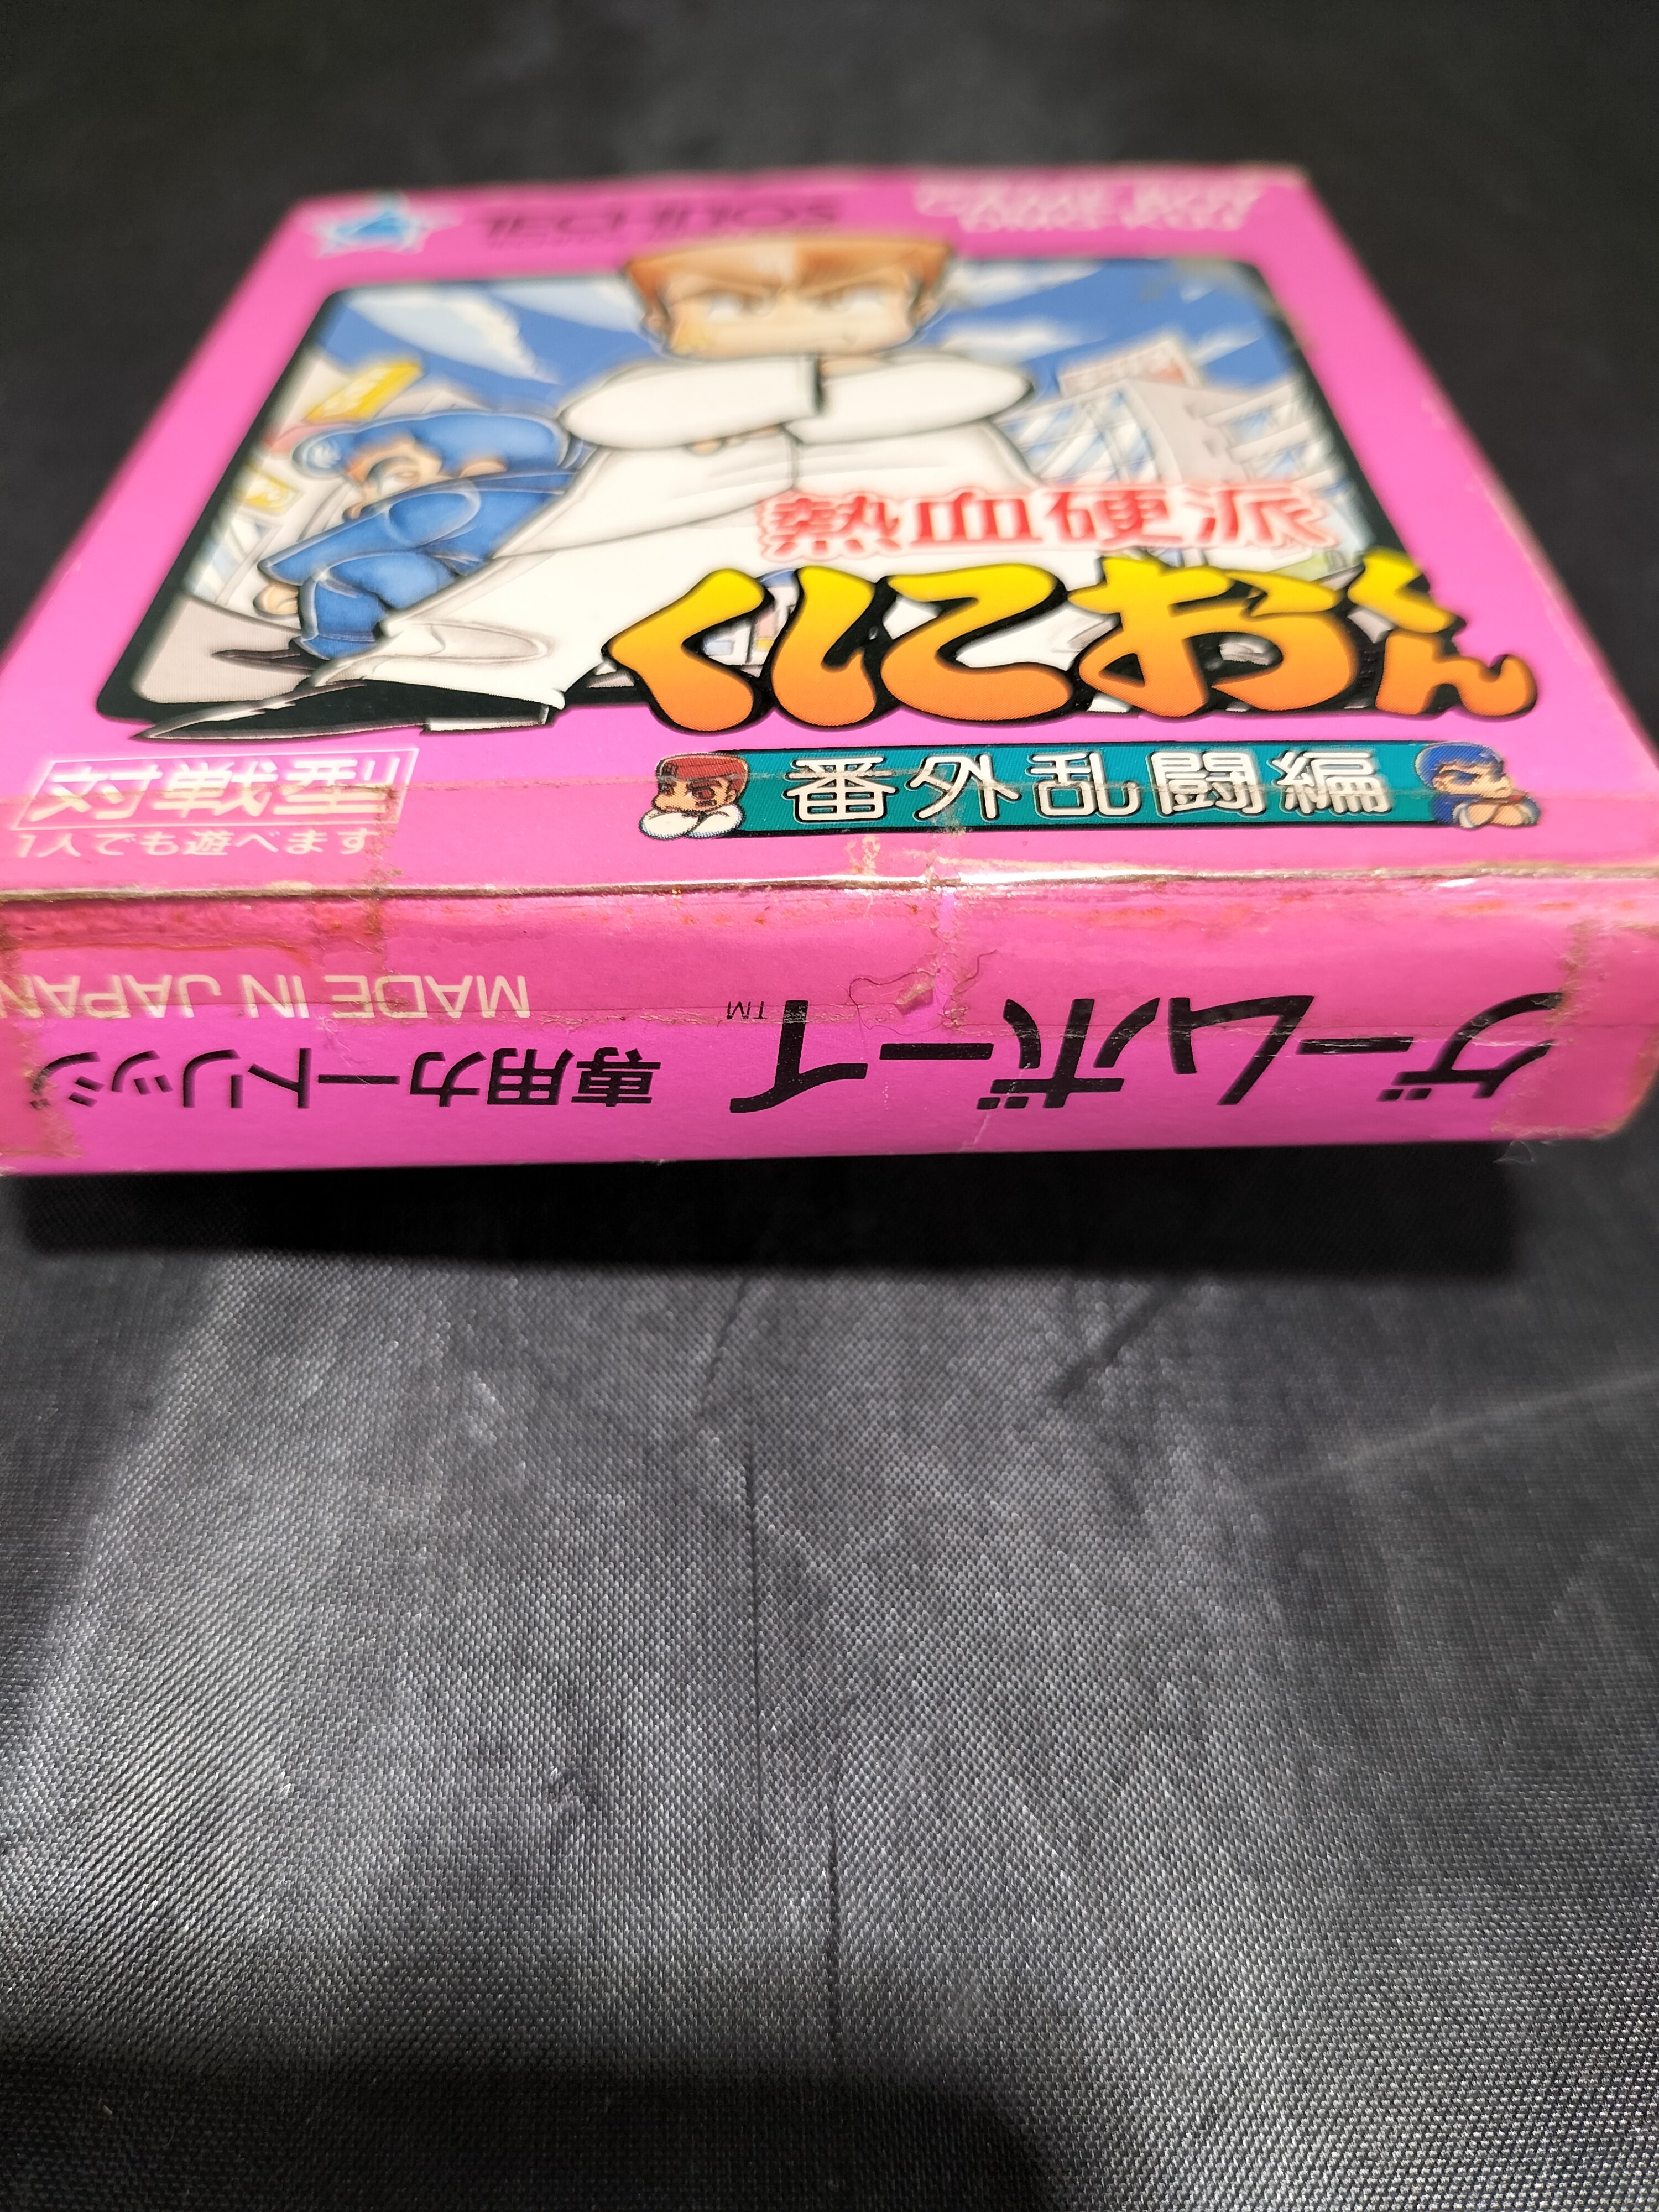 TECHNOS
熱血硬派
くにおくん
番外乱闘編
対戦型
1人でも遊べます
ゲームボーイ™
専用カートリッジ
MADE IN JAPAN